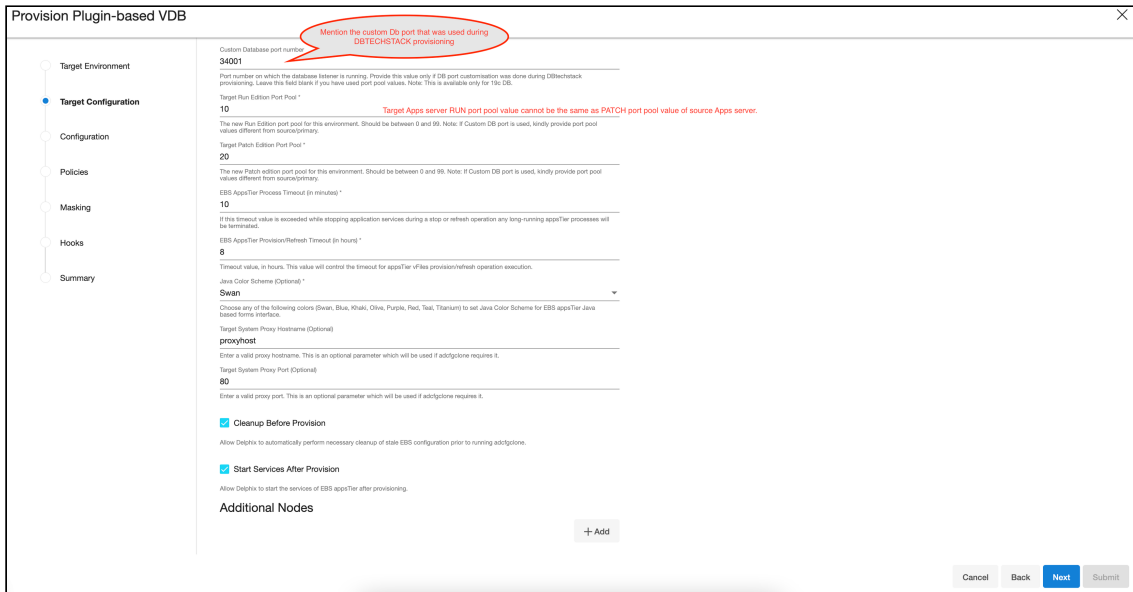 Provision Plugin-based VDB
Mention the custom Db port that was used during
DBTECHSTACK provisioning
Target Environment
Target Configuration
Configuration
Policies
Masking
Hooks
Summary
Custom Database port number
34001
Port number on which the database listener is running. Provide this value only if DB port customisation was done during DBtechstack
provisioning. Leave this field blank if you have used port pool values. Note: This is available only for 19c DB.
Target Run Edition Port Pool *
10
Target Apps server RUN port pool value cannot be the same as PATCH port pool value of source Apps server.
The new Run Edition port pool for this environment. Should be between 0 and 99. Note: If Custom DB port is used, kindly provide port pool
values different from source/primary.
Target Patch Edition Port Pool *
20
The new Patch edition port pool for this environment. Should be between 0 and 99. Note: If Custom DB port is used, kindly provide port pool
values different from source/primary.
EBS AppsTier Process Timeout (in minutes) *
10
If this timeout value is exceeded while stopping application services during a stop or refresh operation any long-running appsTier processes will
be terminated.
EBS AppsTier Provision/Refresh Timeout (in hours) *
8
Timeout value, in hours. This value will control the timeout for appsTier vFiles provision/refresh operation execution.
Java Color Scheme (Optional) *
Swan
Choose any of the following colors (Swan, Blue, Khaki, Olive, Purple, Red, Teal, Titanium) to set Java Color Scheme for EBS appsTier Java
based forms interface.
Target System Proxy Hostname (Optional)
proxyhost
Enter a valid proxy hostname. This is an optional parameter which will be used if adcfgclone requires it.
Target System Proxy Port (Optional)
80
Enter a valid proxy port. This is an optional parameter which will be used if adcfgclone requires it.
Cleanup Before Provision
Allow Delphix to automatically perform necessary cleanup of stale EBS configuration prior to running adcfgclone.
Start Services After Provision
Allow Delphix to start the services of EBS appsTier after provisioning.
Additional Nodes
+ Add
Cancel
Back
Next
Submit